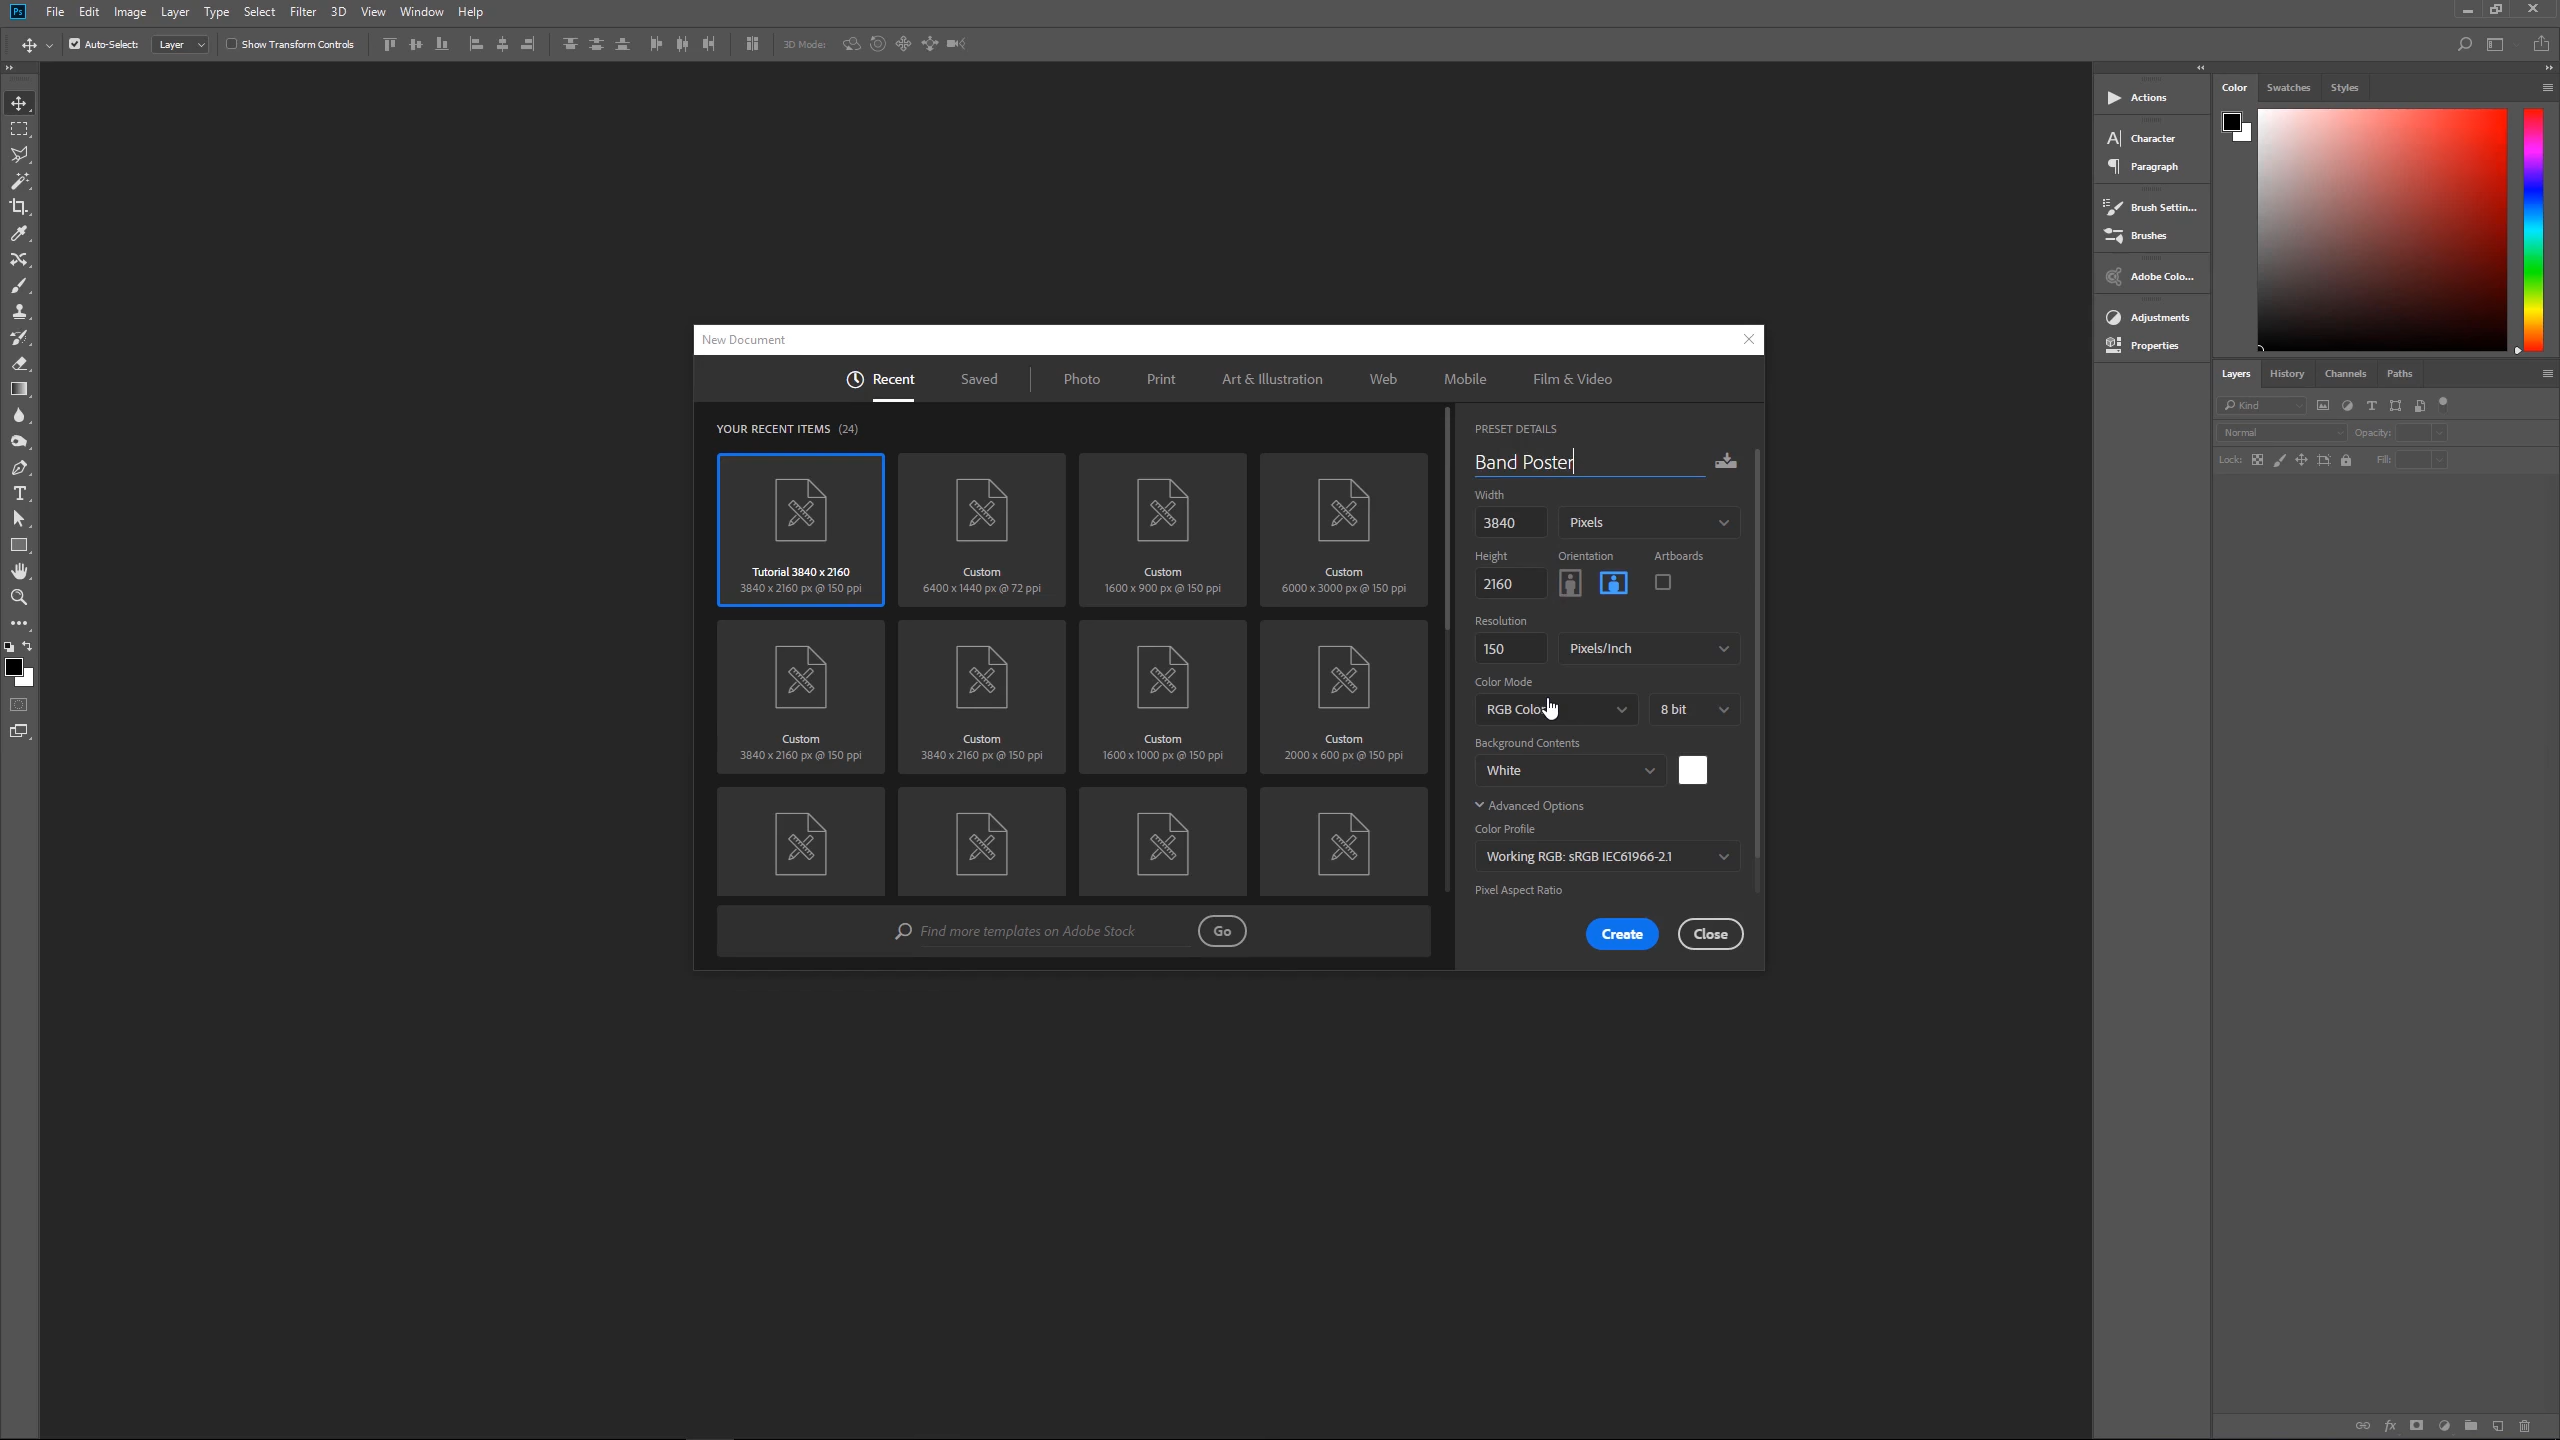 Ps File Edit Image Layer Type Select Filter 3D View Window Help
Auto-Select: Layer Show Transform Controls 3D Mode:
Actions
Character
Paragraph
Brush Settin...
Brushes
Adobe Colo...
Adjustments
Properties
Color Swatches Styles
Layers History Channels Paths
Kind
Normal Opacity:
Lock: Fill:
New Document
Recent Saved Photo Print Art & Illustration Web Mobile Film & Video
YOUR RECENT ITEMS (24)
Tutorial 3840 x 2160
3840 x 2160 px @ 150 ppi
Custom
6400 x 1440 px @ 72 ppi
Custom
1600 x 900 px @ 150 ppi
Custom
6000 x 3000 px @ 150 ppi
Custom
3840 x 2160 px @ 150 ppi
Custom
3840 x 2160 px @ 150 ppi
Custom
1600 x 1000 px @ 150 ppi
Custom
2000 x 600 px @ 150 ppi
Find more templates on Adobe Stock Go
PRESET DETAILS
Band Poster
Width
3840 Pixels
Height Orientation Artboards
2160
Resolution
150 Pixels/Inch
Color Mode
RGB Color 8 bit
Background Contents
White
Advanced Options
Color Profile
Working RGB: sRGB IEC61966-2.1
Pixel Aspect Ratio
Create Close
fx